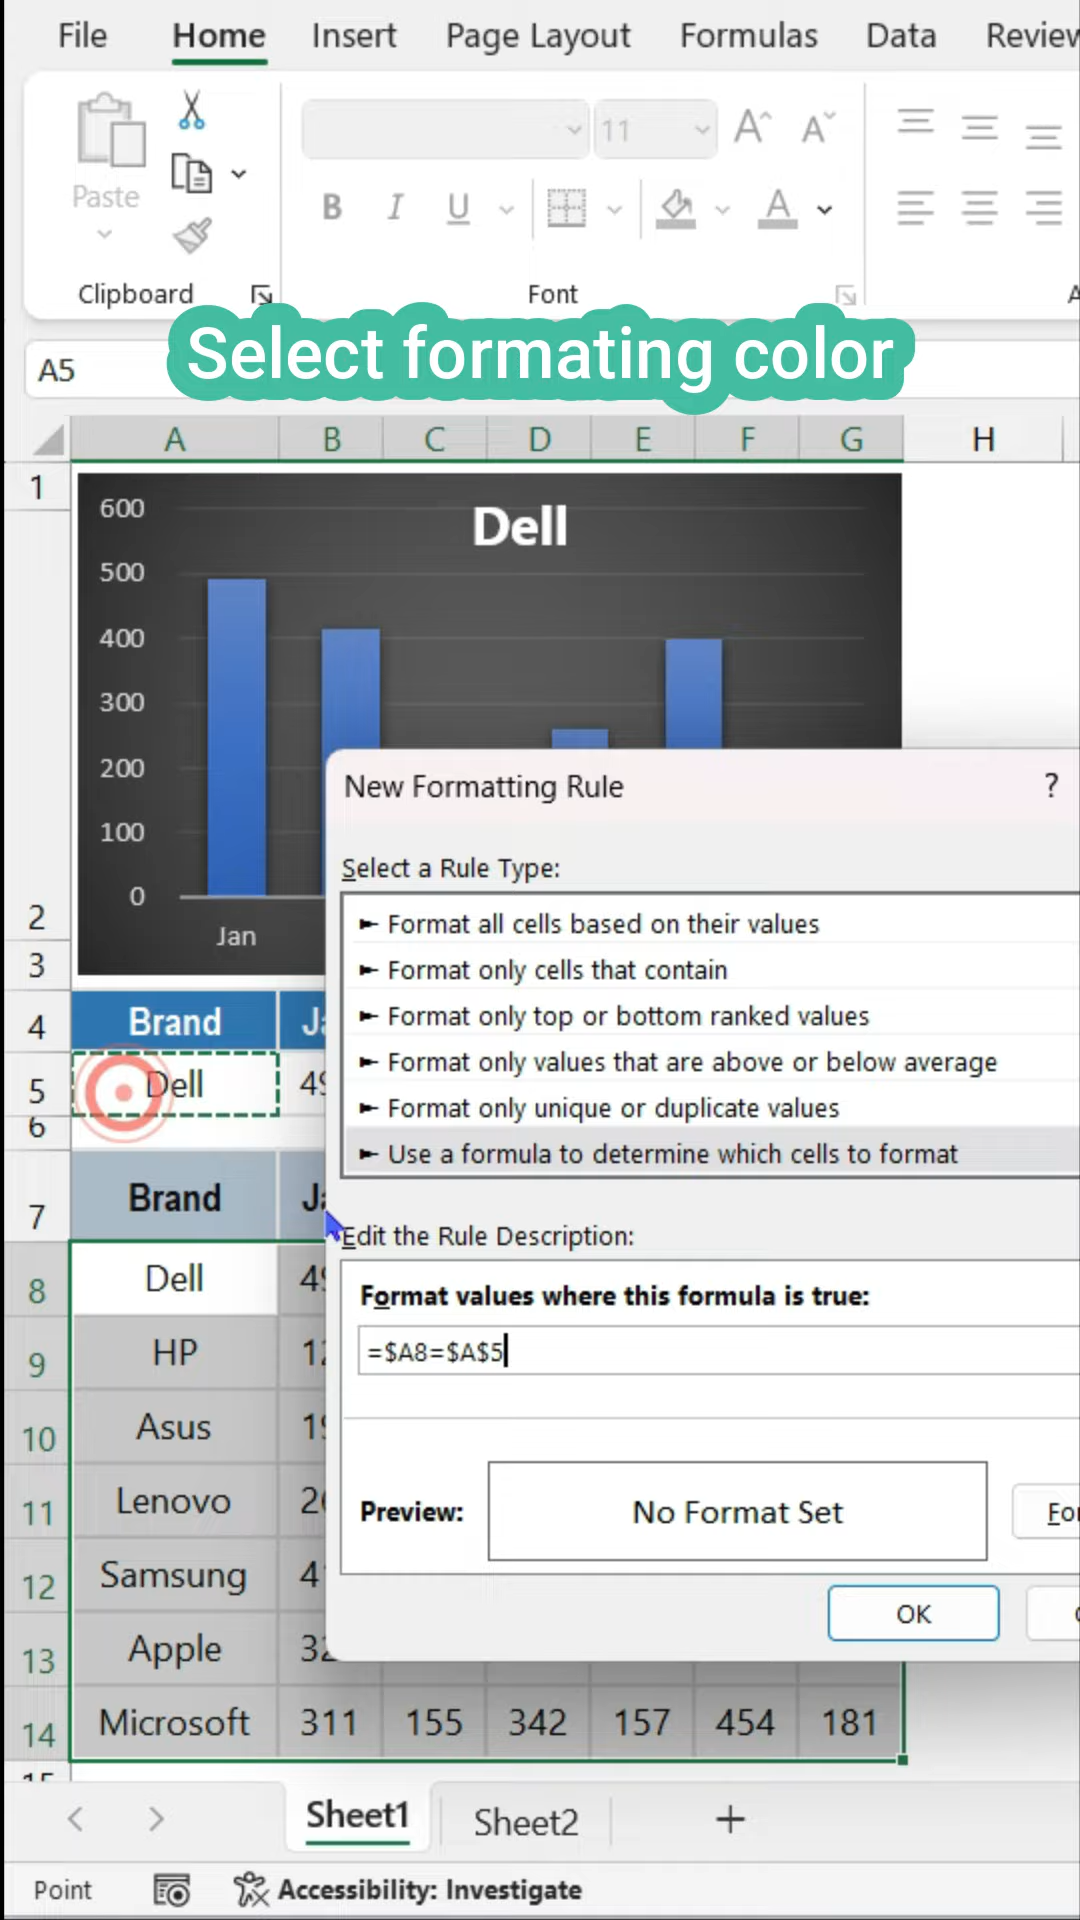 File Home Insert Page Layout Formulas Data Review
Paste
11
A A
B I U A
Clipboard Font
Select formating color
A5
A B C D E F G H
1
Dell
600
500
400
300
200
100
0
Jan
2
3
4 Brand
5 Dell
6
7 Brand
8 Dell
9 HP
10 Asus
11 Lenovo
12 Samsung
13 Apple
14 Microsoft 311 155 342 157 454 181
New Formatting Rule ?
Select a Rule Type:
► Format all cells based on their values
► Format only cells that contain
► Format only top or bottom ranked values
► Format only values that are above or below average
► Format only unique or duplicate values
► Use a formula to determine which cells to format
Edit the Rule Description:
Format values where this formula is true:
=$A8=$A$5
Preview: No Format Set
OK
Sheet1 Sheet2 +
Point Accessibility: Investigate